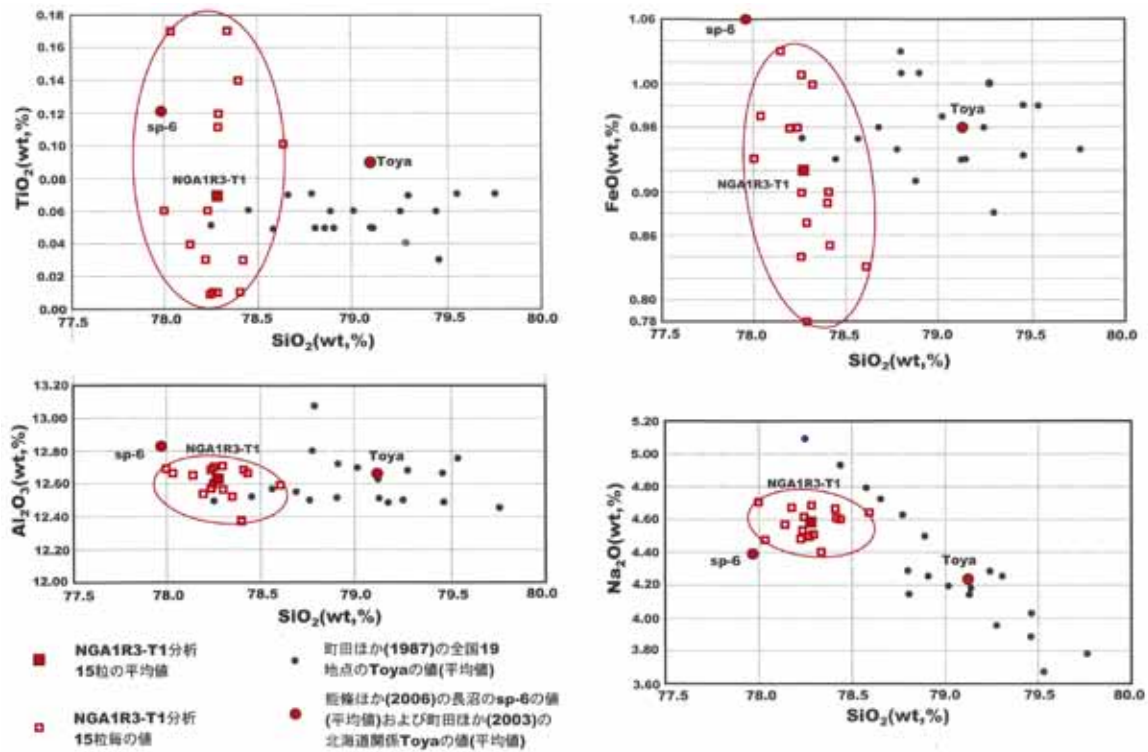 0.18
0.16
0.14
0.12
0.10
0.08
0.06
0.04
0.02
0.00
TiO₂(wt,%)
sp-6
NGA1R3-T1
Toya
77.5 78.0 78.5 79.0 79.5 80.0
SiO₂(wt,%)
1.06
1.00
0.96
0.90
0.86
0.80
0.78
FeO(wt,%)
sp-6
NGA1R3-T1
Toya
77.5 78.0 78.5 79.0 79.5 80.0
SiO₂(wt,%)
13.20
13.00
12.80
12.60
12.40
12.00
Al₂O₃(wt,%)
sp-6
NGA1R3-T1
Toya
77.5 78.0 78.5 79.0 79.5 80.0
SiO₂(wt,%)
5.20
5.00
4.80
4.60
4.40
4.20
4.00
3.80
3.60
Na₂O(wt,%)
NGA1R3-T1
sp-6
Toya
77.5 78.0 78.5 79.0 79.5 80.0
SiO₂(wt,%)
NGA1R3-T1分析
15粒の平均値
NGA1R3-T1分析
15粒毎の値
町田ほか(1987)の全国19
地点のToyaの値(平均値)
ほか(2006)の長沼のsp-6の値
(平均値)および町田ほか(2003)の
北海道関係Toyaの値(平均値)